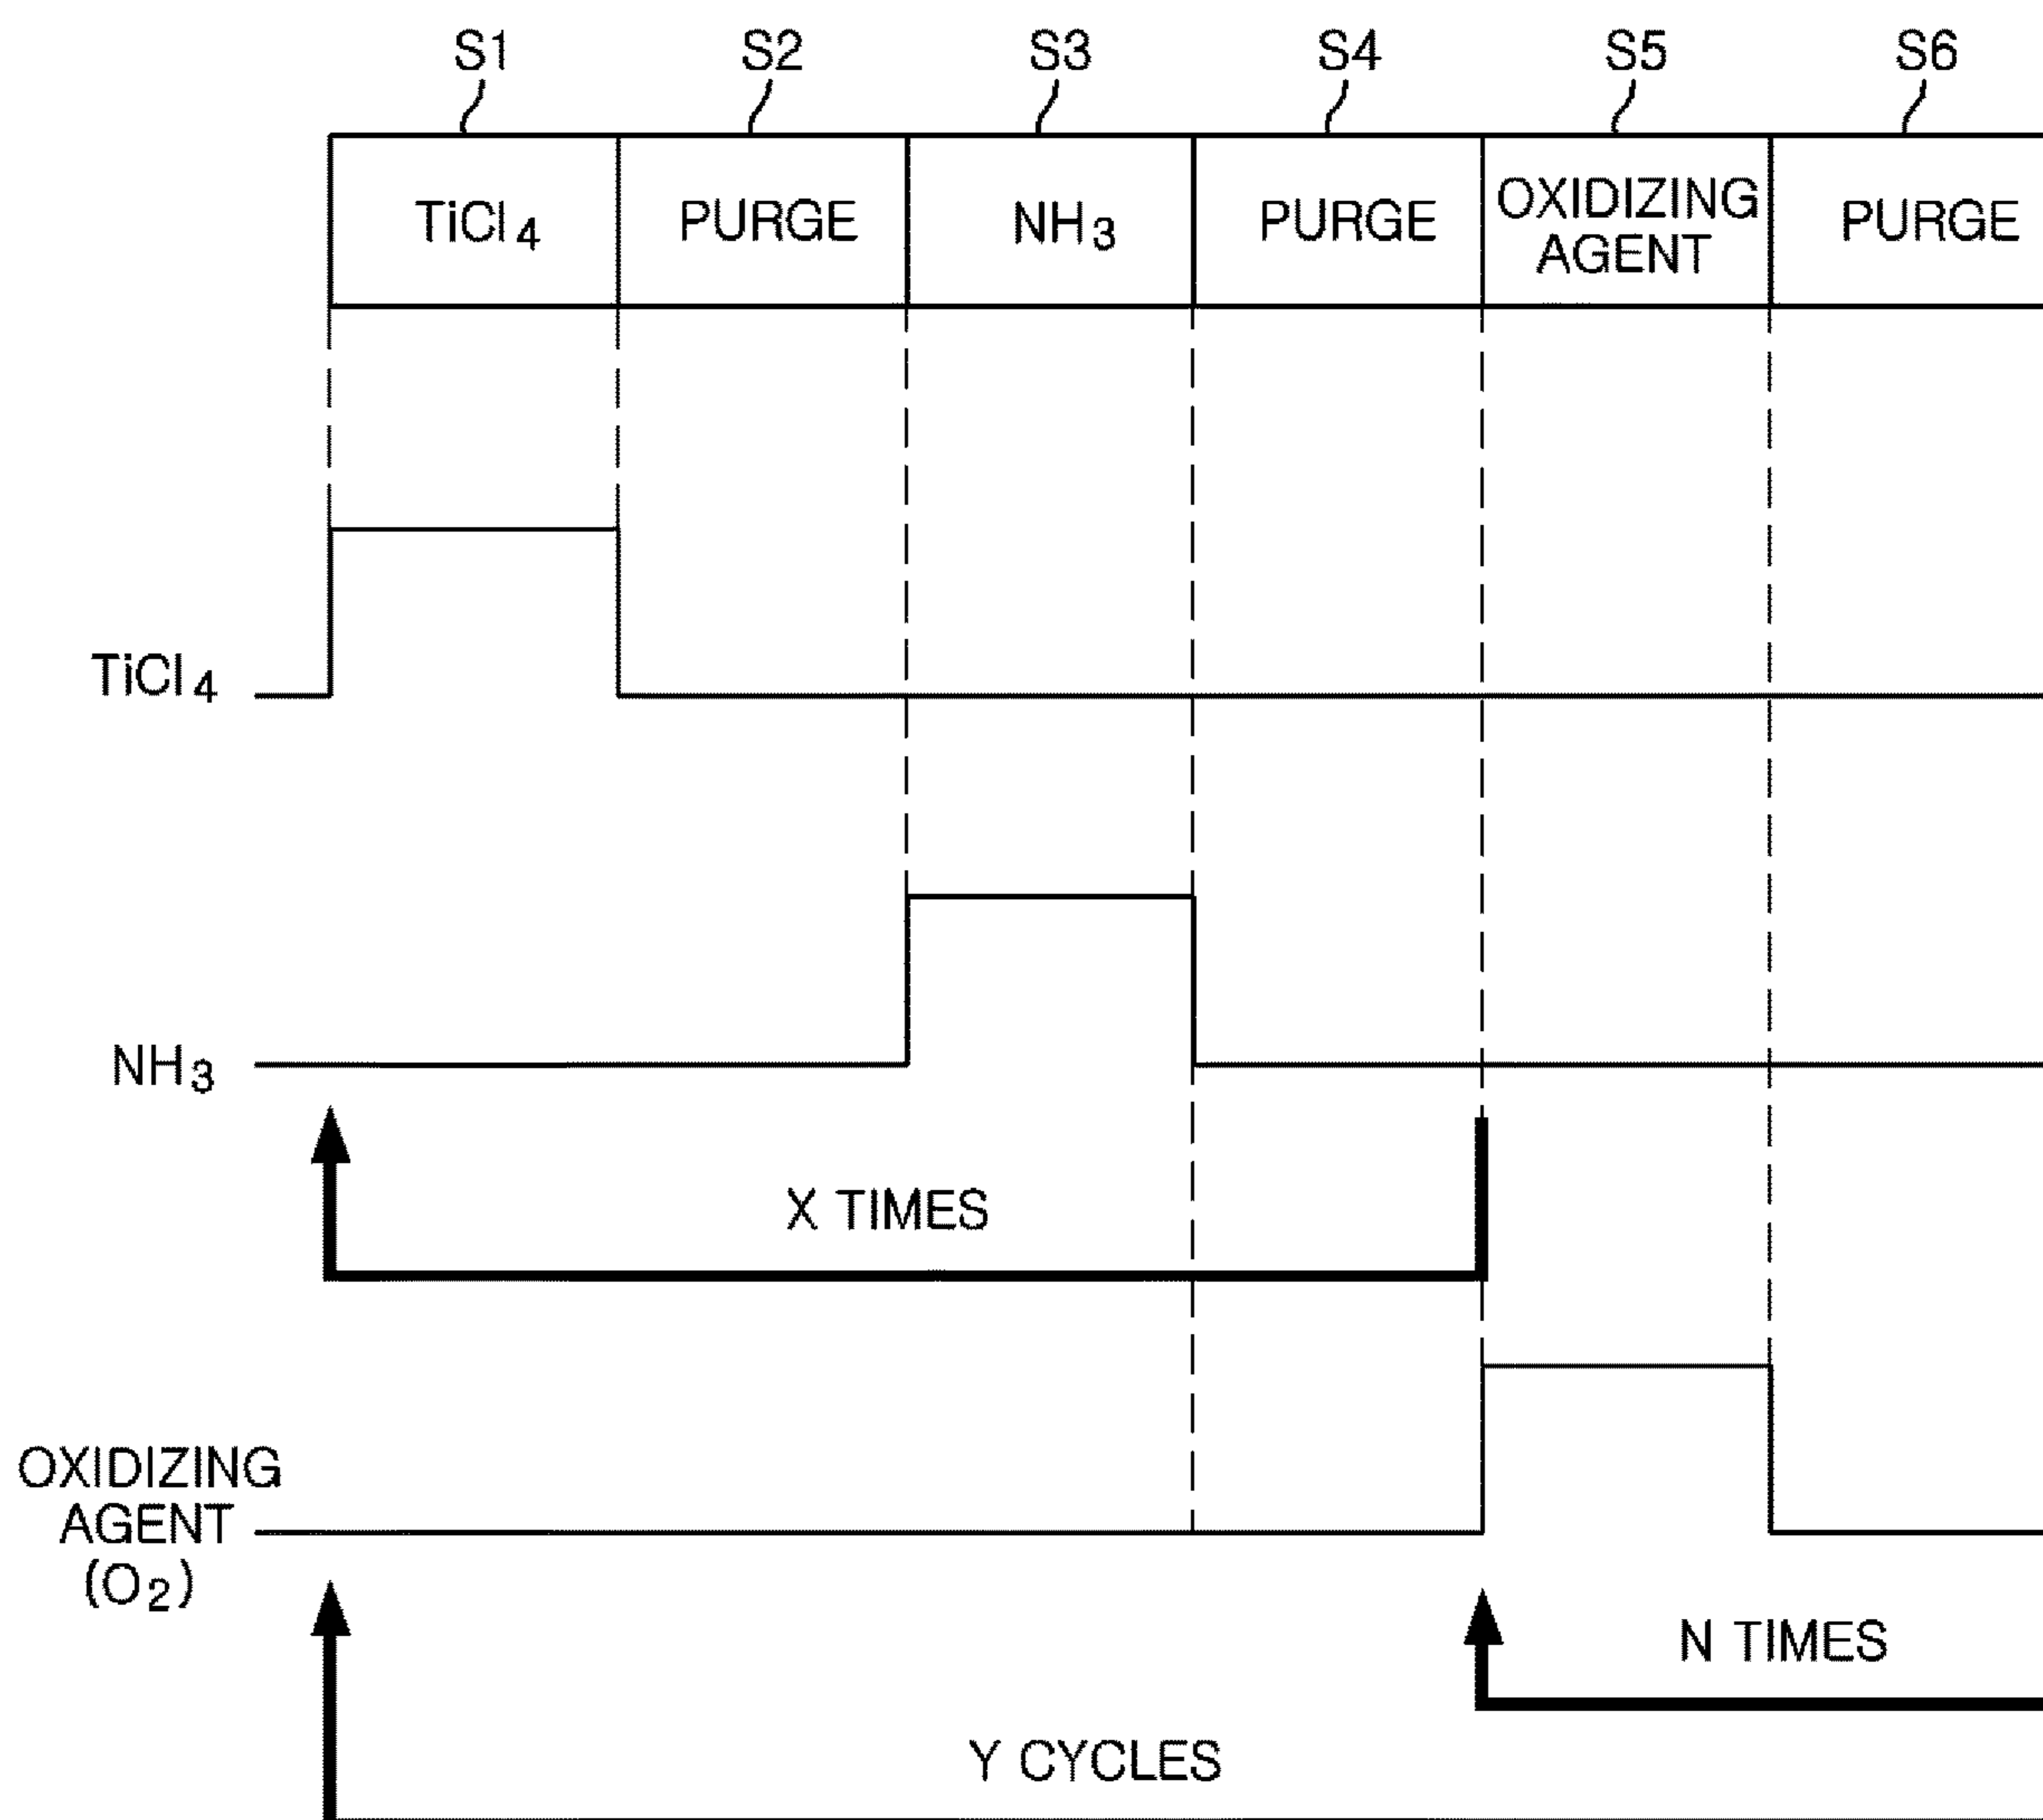 S1 S2 S3 S4 S5 S6
TiCl4 PURGE NH3 PURGE OXIDIZING AGENT PURGE
TiCl4
NH3
X TIMES
OXIDIZING
AGENT
(O2)
N TIMES
Y CYCLES